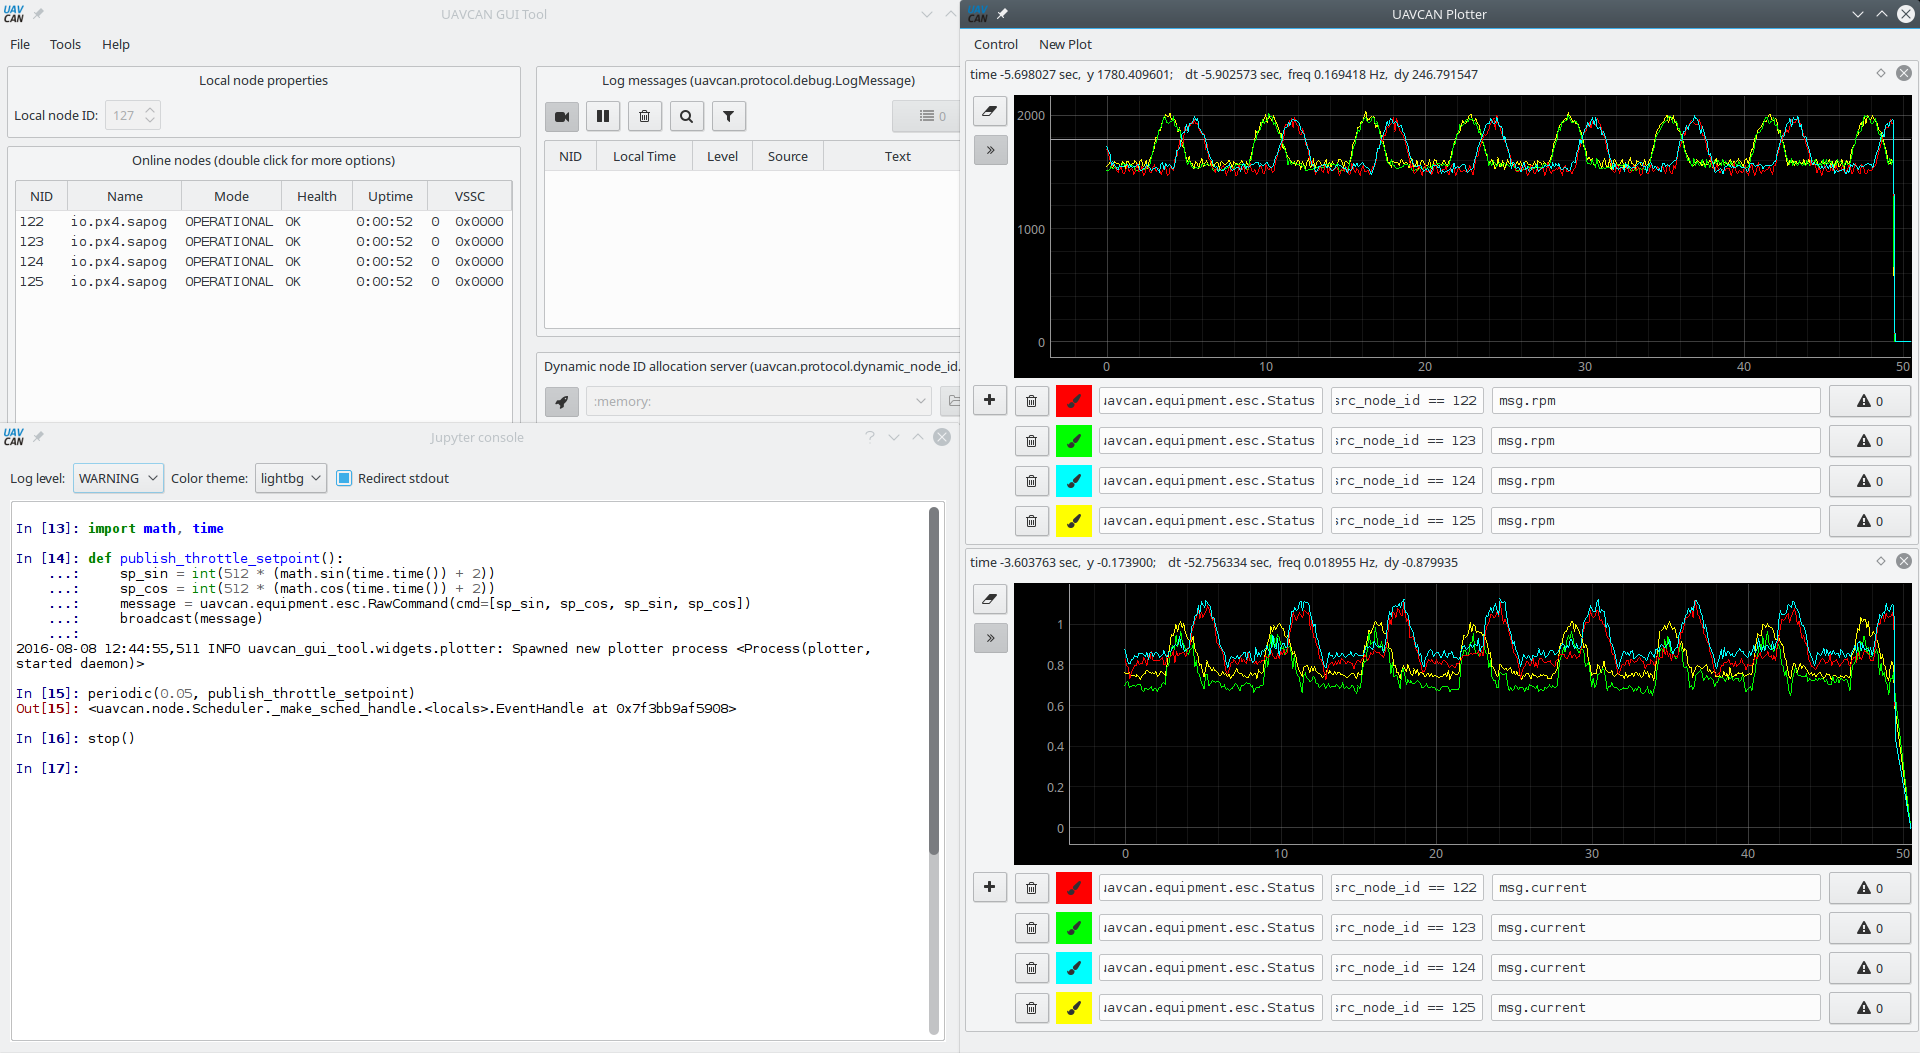 UAV CAN
UAVCAN GUI Tool
File Tools Help
Local node properties
Local node ID: 127
Online nodes (double click for more options)
NID Name Mode Health Uptime VSSC
122 io.px4.sapog OPERATIONAL OK 0:00:52 0 0x0000
123 io.px4.sapog OPERATIONAL OK 0:00:52 0 0x0000
124 io.px4.sapog OPERATIONAL OK 0:00:52 0 0x0000
125 io.px4.sapog OPERATIONAL OK 0:00:52 0 0x0000
Log messages (uavcan.protocol.debug.LogMessage)
0
NID Local Time Level Source Text
Dynamic node ID allocation server (uavcan.protocol.dynamic_node_id.
:memory:
UAV CAN
Jupyter console
?
Log level: WARNING Color theme: lightbg Redirect stdout
In [13]: import math, time
In [14]: def publish_throttle_setpoint():
...: sp_sin = int(512 * (math.sin(time.time()) + 2))
...: sp_cos = int(512 * (math.cos(time.time()) + 2))
...: message = uavcan.equipment.esc.RawCommand(cmd=[sp_sin, sp_cos, sp_sin, sp_cos])
...: broadcast(message)
...:
2016-08-08 12:44:55,511 INFO uavcan_gui_tool.widgets.plotter: Spawned new plotter process <Process(plotter,
started daemon)>
In [15]: periodic(0.05, publish_throttle_setpoint)
Out[15]: <uavcan.node.Scheduler._make_sched_handle.<locals>.EventHandle at 0x7f3bb9af5908>
In [16]: stop()
In [17]:
UAV CAN
UAVCAN Plotter
Control New Plot
time -5.698027 sec, y 1780.409601; dt -5.902573 sec, freq 0.169418 Hz, dy 246.791547
2000
1000
0
0 10 20 30 40 50
uavcan.equipment.esc.Status src_node_id == 122 msg.rpm 0
uavcan.equipment.esc.Status src_node_id == 123 msg.rpm 0
uavcan.equipment.esc.Status src_node_id == 124 msg.rpm 0
uavcan.equipment.esc.Status src_node_id == 125 msg.rpm 0
time -3.603763 sec, y -0.173900; dt -52.756334 sec, freq 0.018955 Hz, dy -0.879935
1
0.8
0.6
0.4
0.2
0
0 10 20 30 40 50
uavcan.equipment.esc.Status src_node_id == 122 msg.current 0
uavcan.equipment.esc.Status src_node_id == 123 msg.current 0
uavcan.equipment.esc.Status src_node_id == 124 msg.current 0
uavcan.equipment.esc.Status src_node_id == 125 msg.current 0